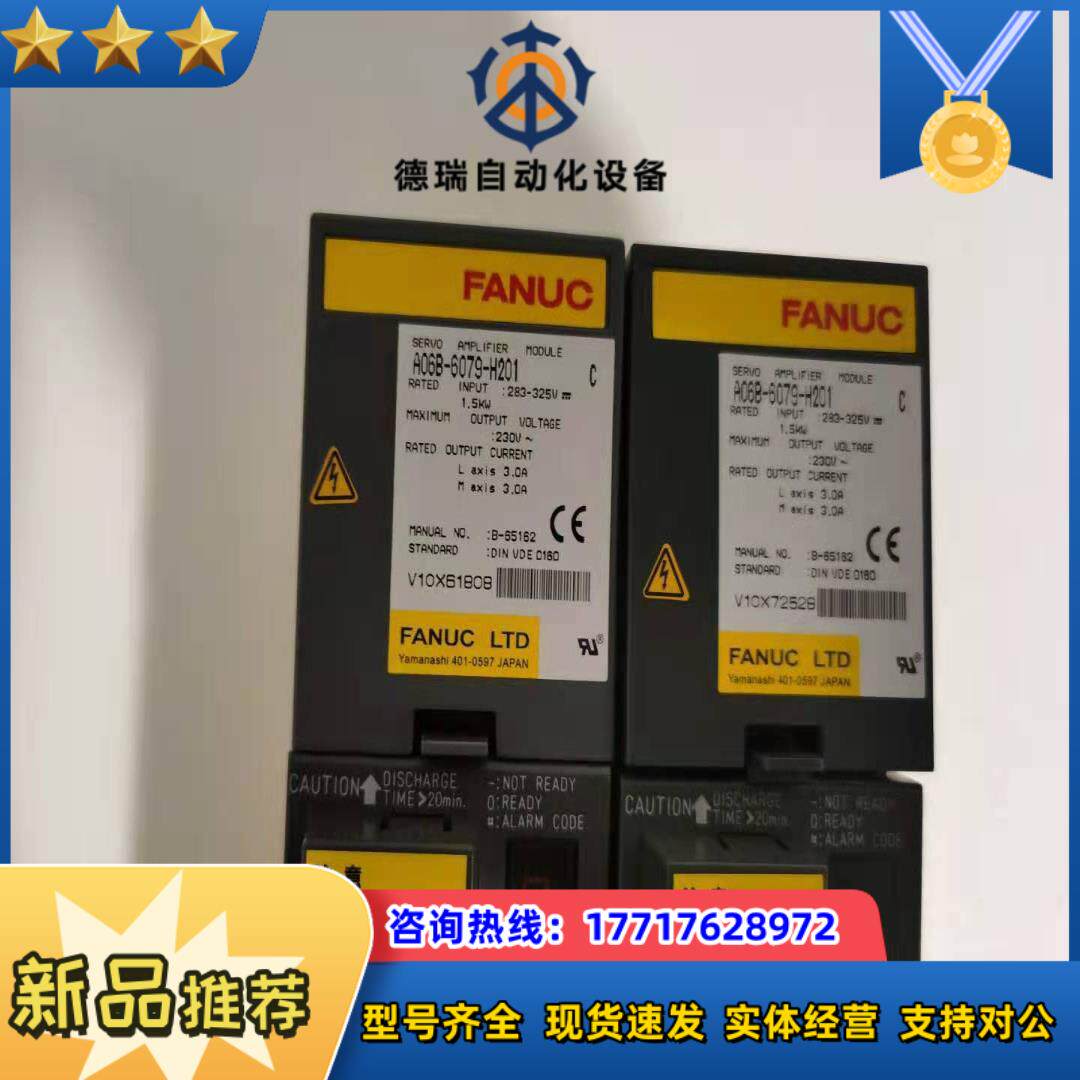 德瑞自动化设备
FANUC
SERVO AMPLIFIER MODULE
A06B-6079-H201 C
RATED INPUT :283-325V
1.5KW
MAXIMUM OUTPUT VOLTAGE
:230V ~
RATED OUTPUT CURRENT
L axis 3.0A
M axis 3.0A
MANUAL NO. :B-65162
STANDARD :DIN VDE 0160
CE
V10X61808
FANUC LTD
Yamanashi 401-0597 JAPAN
CAUTION DISCHARGE
TIME>20min.
-:NOT READY
0:READY
#:ALARM CODE
FANUC
SERVO AMPLIFIER MODULE
A06B-6079-H201 C
RATED INPUT :283-325V
1.5KW
MAXIMUM OUTPUT VOLTAGE
:230V ~
RATED OUTPUT CURRENT
L axis 3.0A
M axis 3.0A
MANUAL NO. :B-65162
STANDARD :DIN VDE 0160
CE
V10X72528
FANUC LTD
Yamanashi 401-0597 JAPAN
CAUTION DISCHARGE
TIME>20min.
-:NOT READY
0:READY
#:ALARM CODE
咨询热线：17717628972
新品推荐
型号齐全 现货速发 实体经营 支持对公